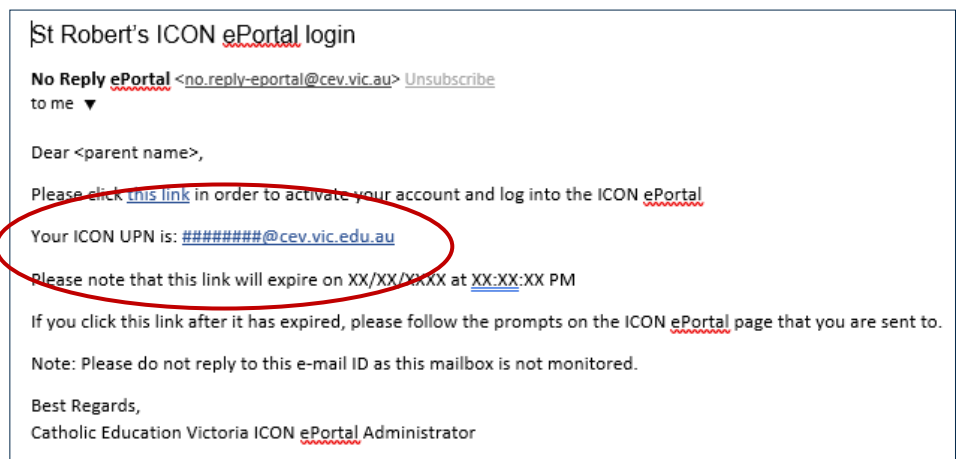 St Robert's ICON ePortal login
No Reply ePortal <no.reply-eportal@cev.vic.au> Unsubscribe
to me ▼
Dear <parent name>,
Please click this link in order to activate your account and log into the ICON ePortal
Your ICON UPN is: ########@cev.vic.edu.au
Please note that this link will expire on XX/XX/XXXX at XX:XX:XX PM
If you click this link after it has expired, please follow the prompts on the ICON ePortal page that you are sent to.
Note: Please do not reply to this e-mail ID as this mailbox is not monitored.
Best Regards,
Catholic Education Victoria ICON ePortal Administrator